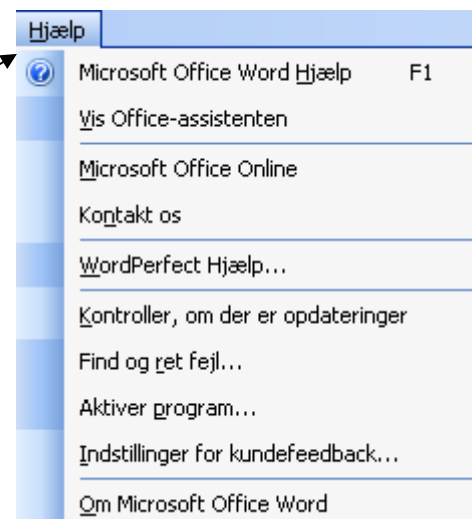 Hjælp
Microsoft Office Word Hjælp F1
Vis Office-assistenten
Microsoft Office Online
Kontakt os
WordPerfect Hjælp...
Kontroller, om der er opdateringer
Find og ret fejl...
Aktiver program...
Indstillinger for kundefeedback...
Om Microsoft Office Word